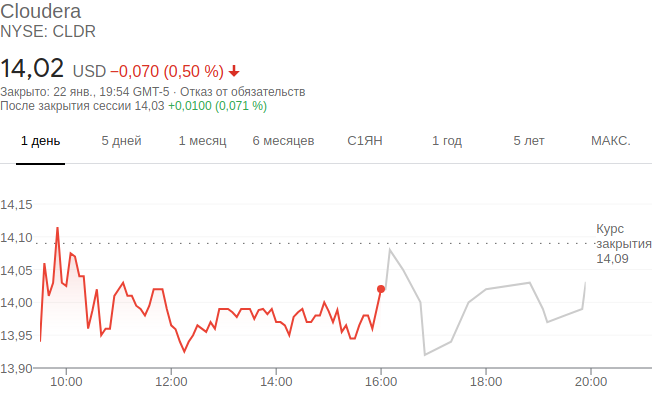 Cloudera
NYSE: CLDR
14,02 USD −0,070 (0,50 %)
Закрыто: 22 янв., 19:54 GMT-5 · Отказ от обязательств
После закрытия сессии 14,03 +0,0100 (0,071 %)
1 день 5 дней 1 месяц 6 месяцев С1ЯН 1 год 5 лет МАКС.
14,15
14,10
14,05
14,00
13,95
13,90
Курс
закрытия
14,09
10:00 12:00 14:00 16:00 18:00 20:00